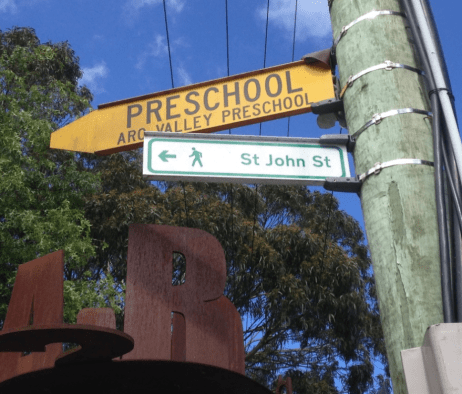 PRESCHOOL
ARO VALLEY PRESCHOOL
St John St